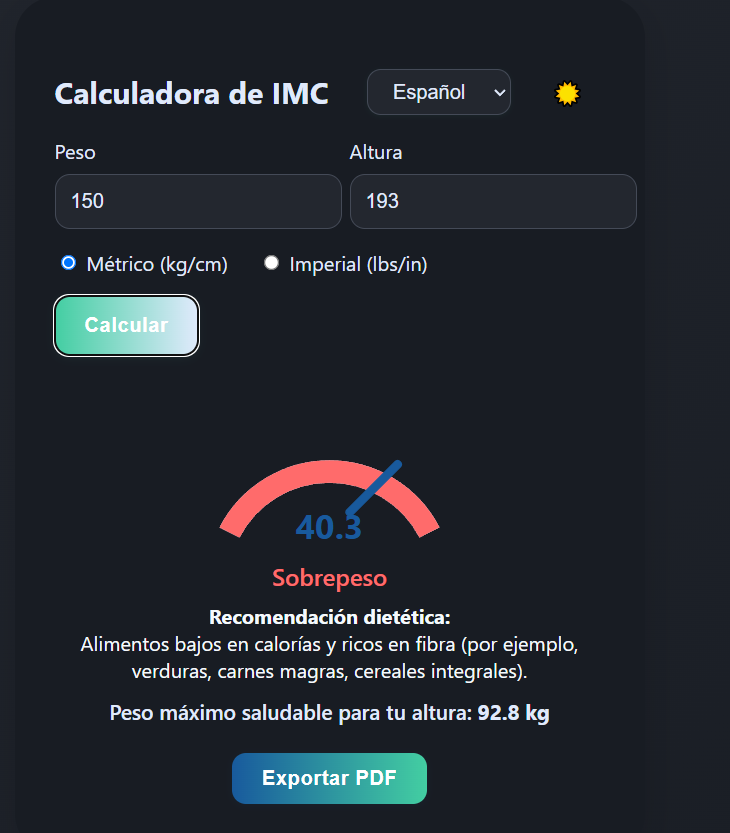 Calculadora de IMC Español
Peso Altura
150 193
Métrico (kg/cm) Imperial (lbs/in)
Calcular
40.3
Sobrepeso
Recomendación dietética:
Alimentos bajos en calorías y ricos en fibra (por ejemplo,
verduras, carnes magras, cereales integrales).
Peso máximo saludable para tu altura: 92.8 kg
Exportar PDF